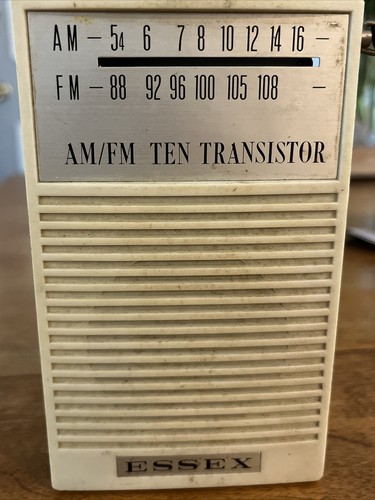 AM – 54 6 7 8 10 12 14 16 –
FM – 88 92 96 100 105 108 –
AM/FM TEN TRANSISTOR
ESSEX